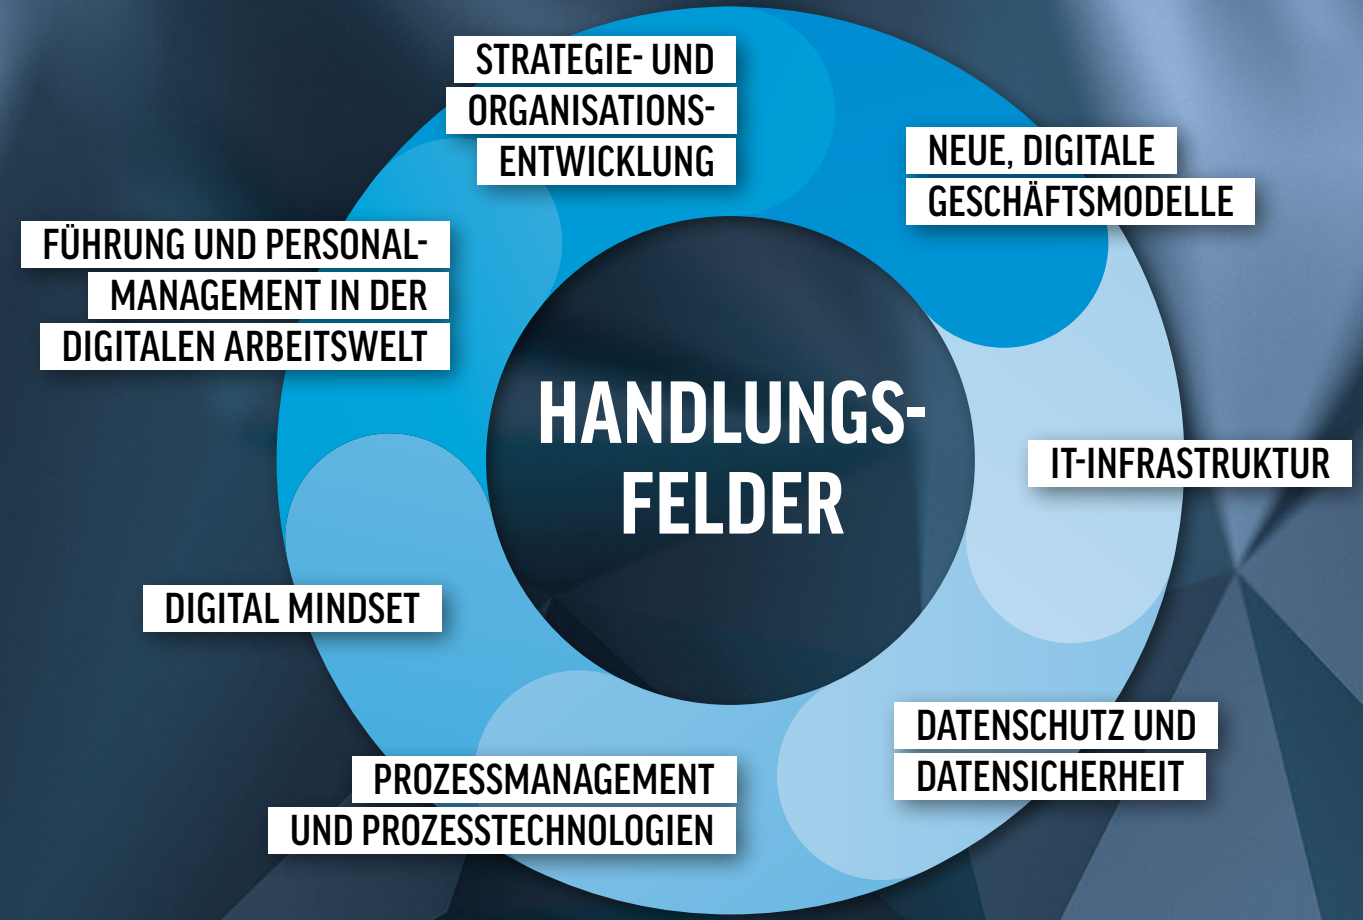 STRATEGIE- UND
ORGANISATIONS-
ENTWICKLUNG
NEUE, DIGITALE
GESCHÄFTSMODELLE
FÜHRUNG UND PERSONAL-
MANAGEMENT IN DER
DIGITALEN ARBEITSWELT
HANDLUNGS-
FELDER
IT-INFRASTRUKTUR
DIGITAL MINDSET
DATENSCHUTZ UND
DATENSICHERHEIT
PROZESSMANAGEMENT
UND PROZESSTECHNOLOGIEN